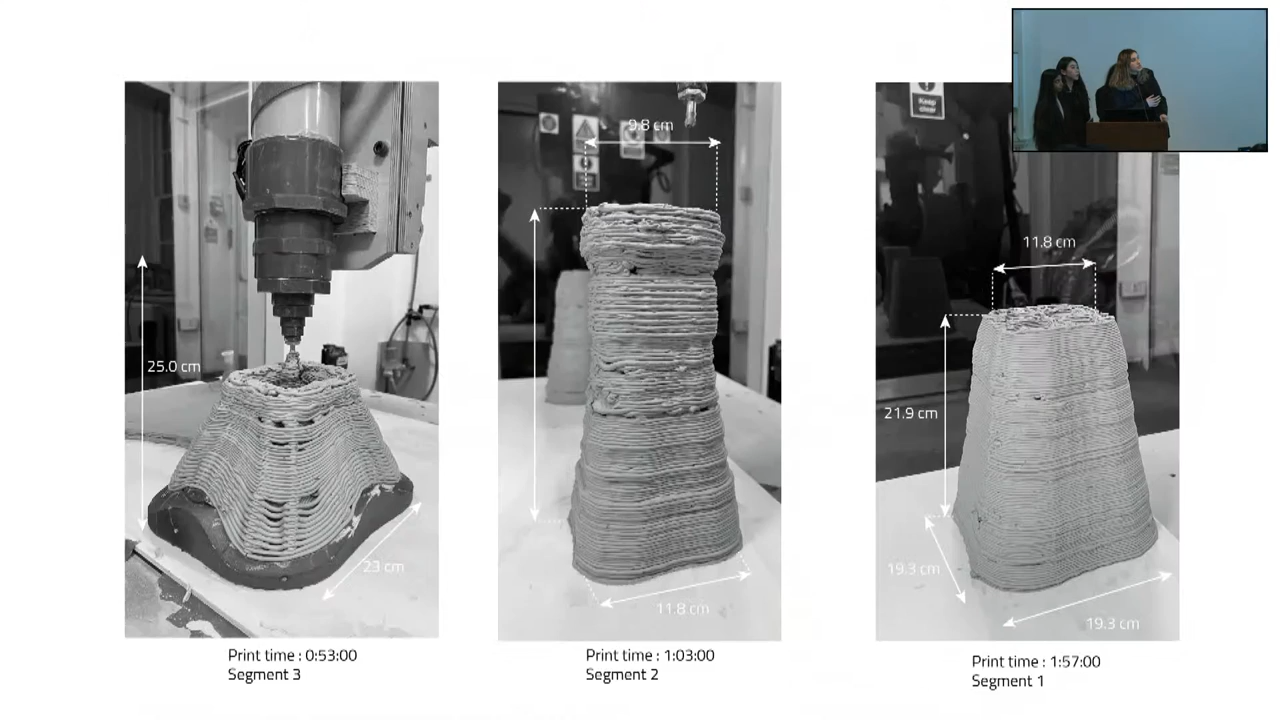 25.0 cm
23 cm
Print time : 0:53:00
Segment 3
9.8 cm
11.8 cm
Print time : 1:03:00
Segment 2
Keep
clear
11.8 cm
21.9 cm
19.3 cm
19.3 cm
Print time : 1:57:00
Segment 1